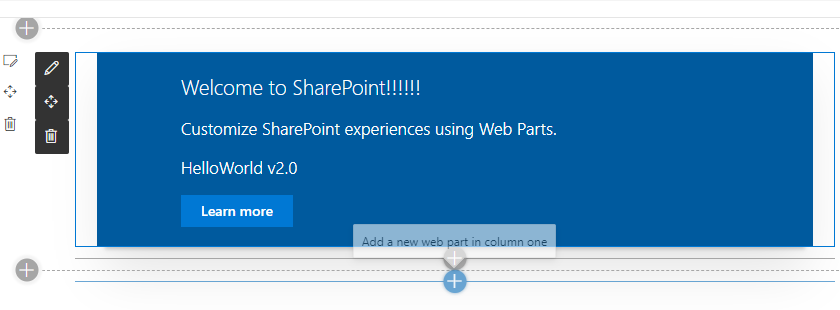 Welcome to SharePoint!!!!!!
Customize SharePoint experiences using Web Parts.
HelloWorld v2.0
Learn more
Add a new web part in column one